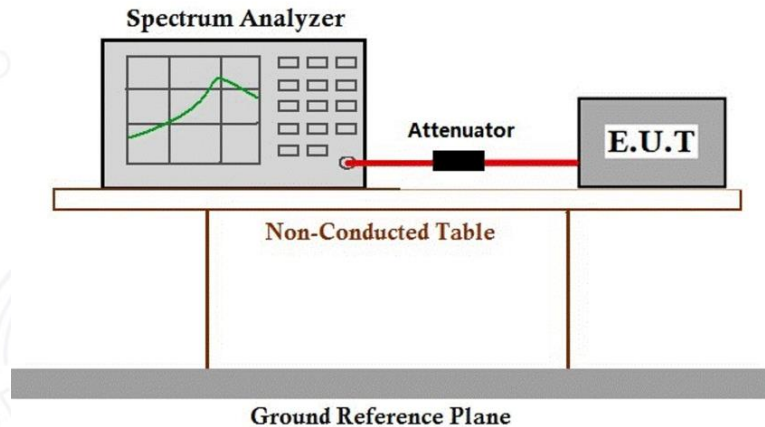 Spectrum Analyzer
Attenuator
E.U.T
Non-Conducted Table
Ground Reference Plane